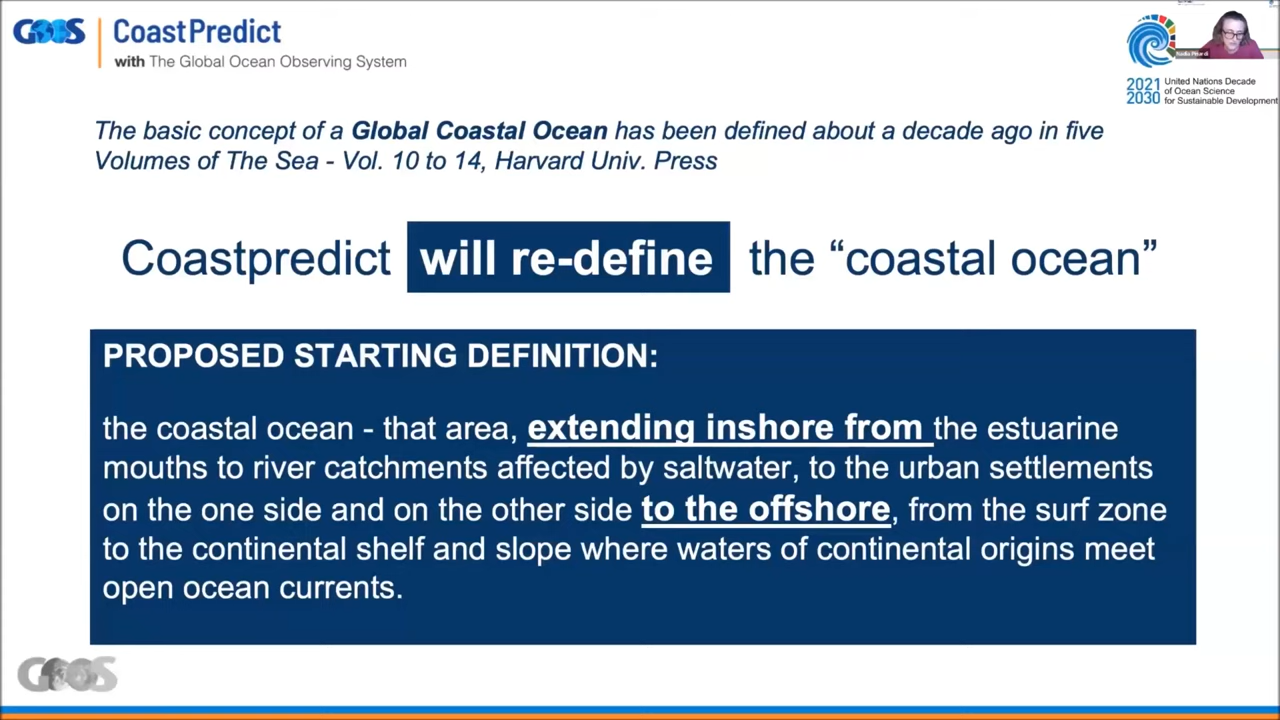 GOOS
CoastPredict
with The Global Ocean Observing System
2021
2030
United Nations Decade
of Ocean Science
for Sustainable Development
The basic concept of a Global Coastal Ocean has been defined about a decade ago in five
Volumes of The Sea - Vol. 10 to 14, Harvard Univ. Press
Coastpredict will re-define the “coastal ocean”
PROPOSED STARTING DEFINITION:
the coastal ocean - that area, extending inshore from the estuarine
mouths to river catchments affected by saltwater, to the urban settlements
on the one side and on the other side to the offshore, from the surf zone
to the continental shelf and slope where waters of continental origins meet
open ocean currents.
GOOS